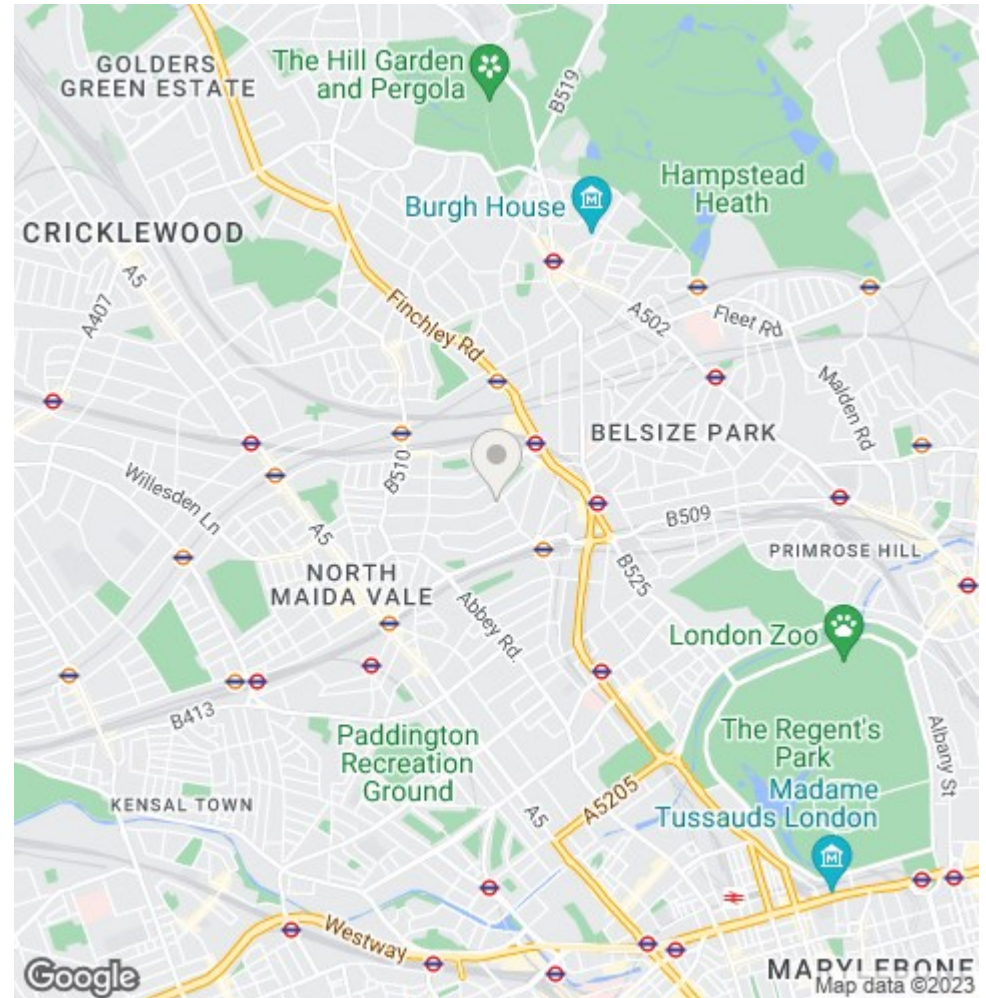 GOLDERS
GREEN ESTATE
The Hill Garden
and Pergola
B519
Hampstead
Heath
Burgh House
CRICKLEWOOD
A5
A407
Finchley Rd
A502
Fleet Rd
Malden Rd
BELSIZE PARK
B510
Willesden Ln
A5
B509
PRIMROSE HILL
B525
NORTH
MAIDA VALE
Abbey Rd.
London Zoo
B413
The Regent's
Park
Albany St
Paddington
Recreation
Ground
KENSAL TOWN
A5
A5205
Madame
Tussauds London
Westway
MARYLEBONE
Google
Map data ©2023